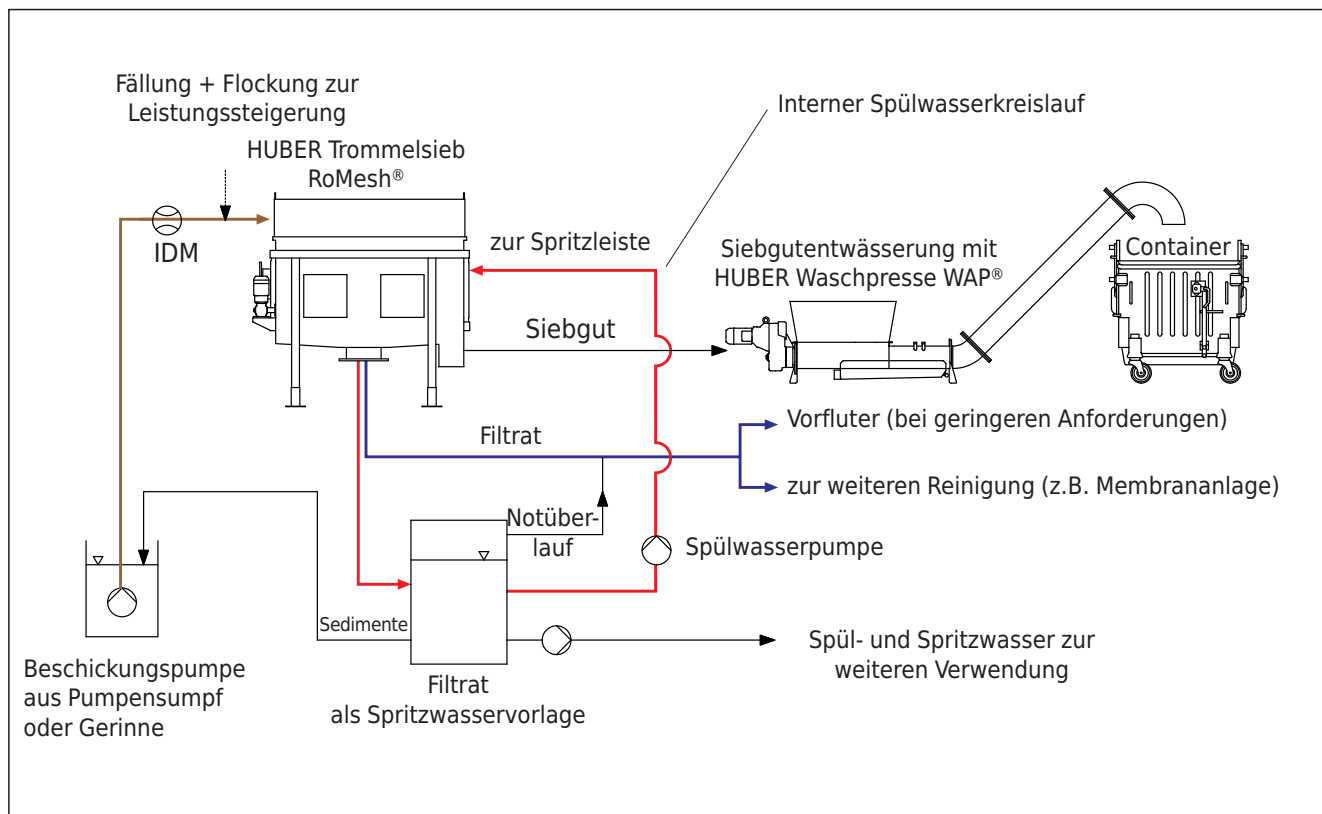 Fällung + Flockung zur
Leistungssteigerung
HUBER Trommelsieb
RoMesh®
Interner Spülwasserkreislauf
IDM
zur Spritzleiste
Siebgutentwässerung mit
HUBER Waschpresse WAP®
Container
Siebgut
Vorfluter (bei geringeren Anforderungen)
Filtrat
zur weiteren Reinigung (z.B. Membrananlage)
Notüber-
lauf
Spülwasserpumpe
Sedimente
Spül- und Spritzwasser zur
weiteren Verwendung
Beschickungspumpe
aus Pumpensumpf
oder Gerinne
Filtrat
als Spritzwasservorlage